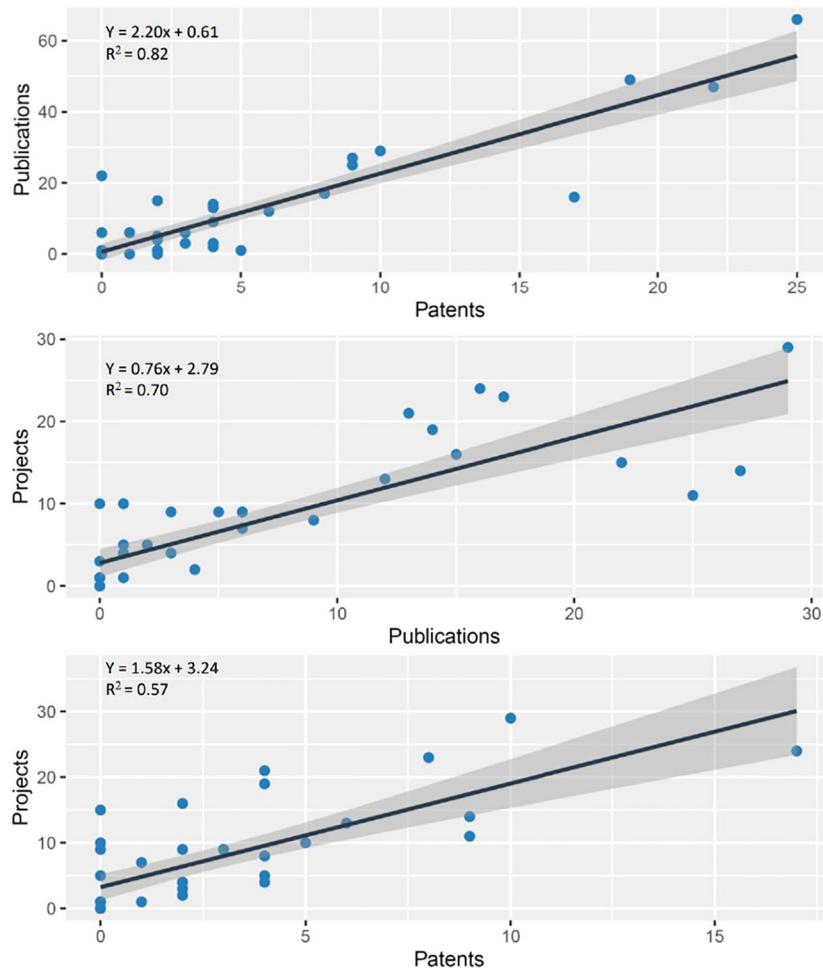 Y = 2.20x + 0.61
R² = 0.82
60
40
20
0
Publications
0 5 10 15 20 25
Patents
Y = 0.76x + 2.79
R² = 0.70
30
20
10
0
Projects
0 10 20 30
Publications
Y = 1.58x + 3.24
R² = 0.57
30
20
10
0
Projects
0 5 10 15
Patents